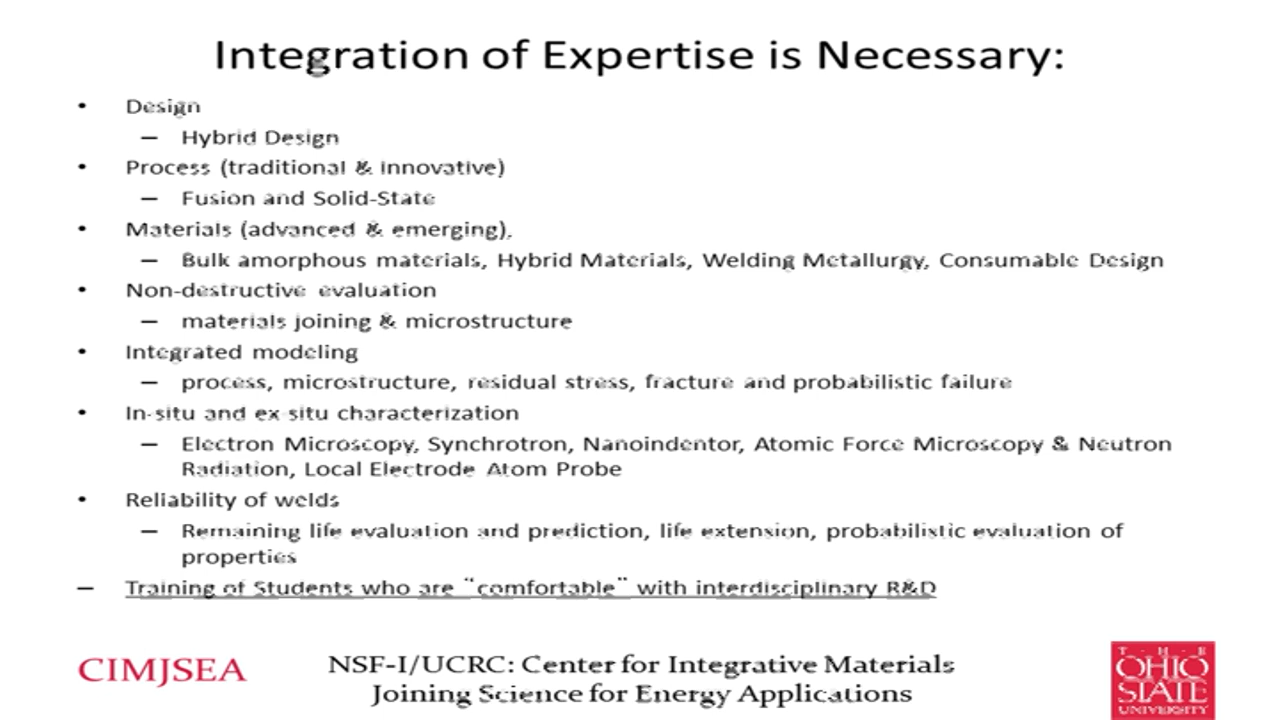 Integration of Expertise is Necessary:
• Design
– Hybrid Design
• Process (traditional & innovative)
– Fusion and Solid-State
• Materials (advanced & emerging).
– Bulk amorphous materials, Hybrid Materials, Welding Metallurgy, Consumable Design
• Non-destructive evaluation
– materials joining & microstructure
• Integrated modeling
– process, microstructure, residual stress, fracture and probabilistic failure
• In-situ and ex-situ characterization
– Electron Microscopy, Synchrotron, Nanoindentor, Atomic Force Microscopy & Neutron
Radiation, Local Electrode Atom Probe
• Reliability of welds
– Remaining life evaluation and prediction, life extension, probabilistic evaluation of
properties
– Training of Students who are "comfortable" with interdisciplinary R&D
CIMJSEA
NSF-I/UCRC: Center for Integrative Materials
Joining Science for Energy Applications
THE
OHIO
STATE
UNIVERSITY